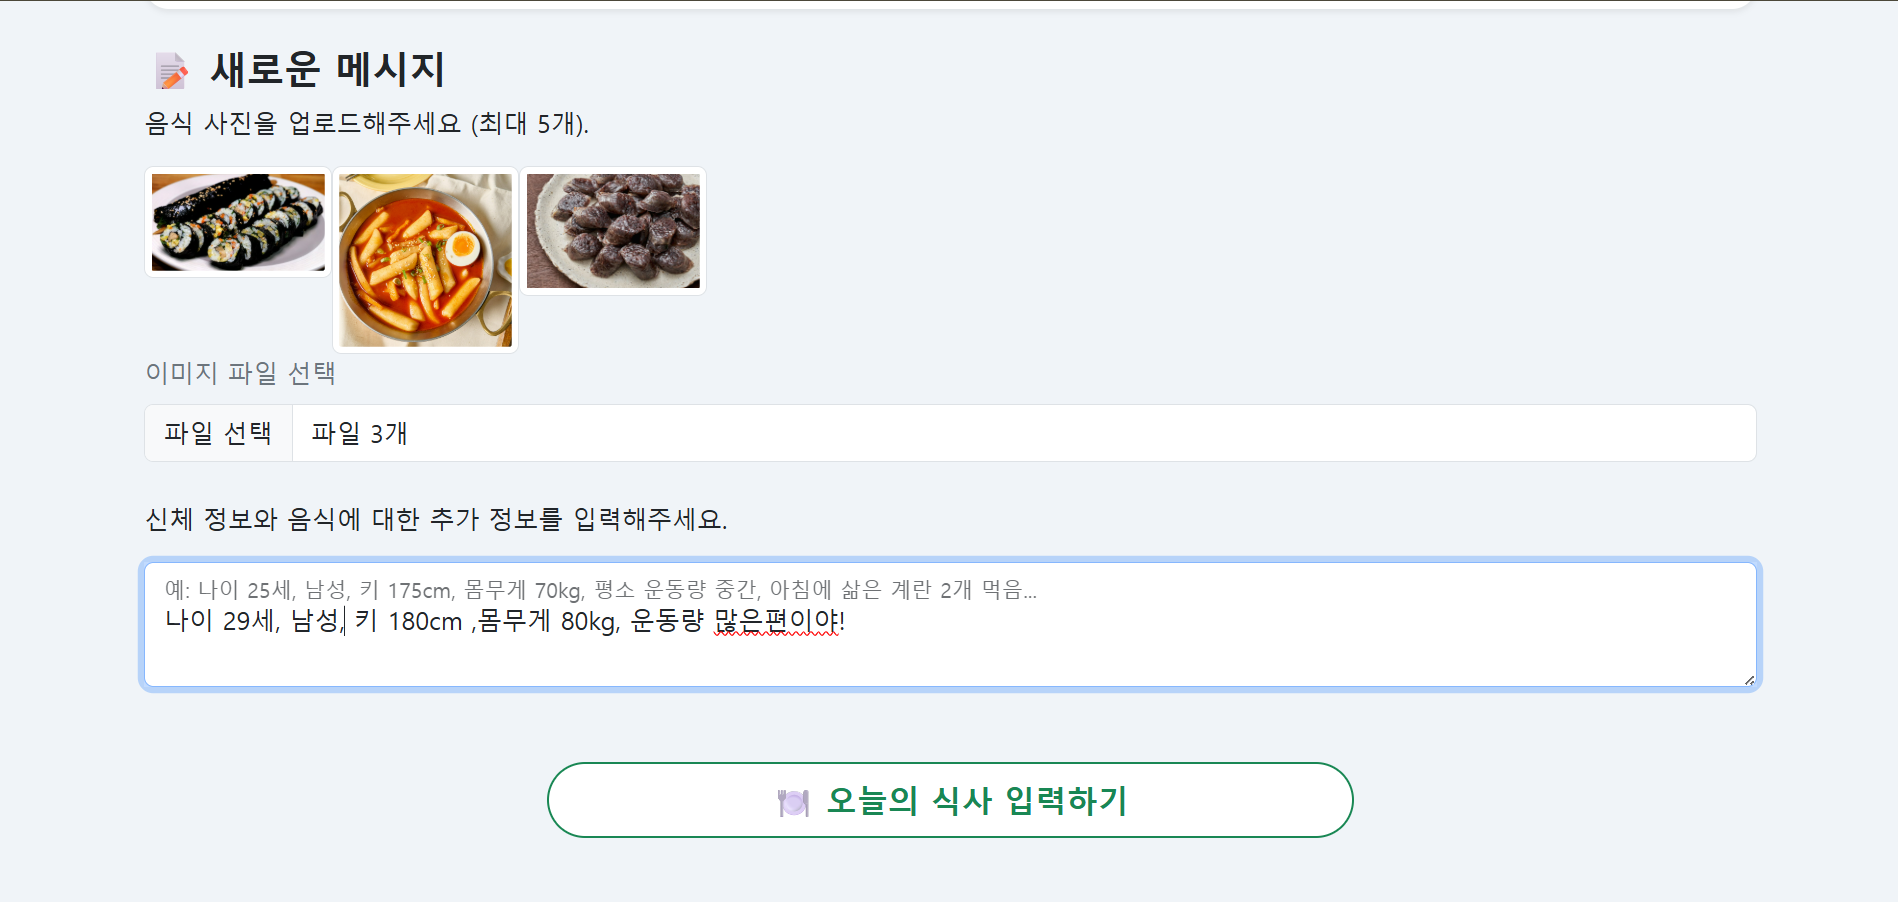 새로운 메시지
음식 사진을 업로드해주세요 (최대 5개).
이미지 파일 선택
파일 선택 파일 3개
신체 정보와 음식에 대한 추가 정보를 입력해주세요.
예: 나이 25세, 남성, 키 175cm, 몸무게 70kg, 평소 운동량 중간, 아침에 삶은 계란 2개 먹음...
나이 29세, 남성, 키 180cm ,몸무게 80kg, 운동량 많은편이야!
오늘의 식사 입력하기